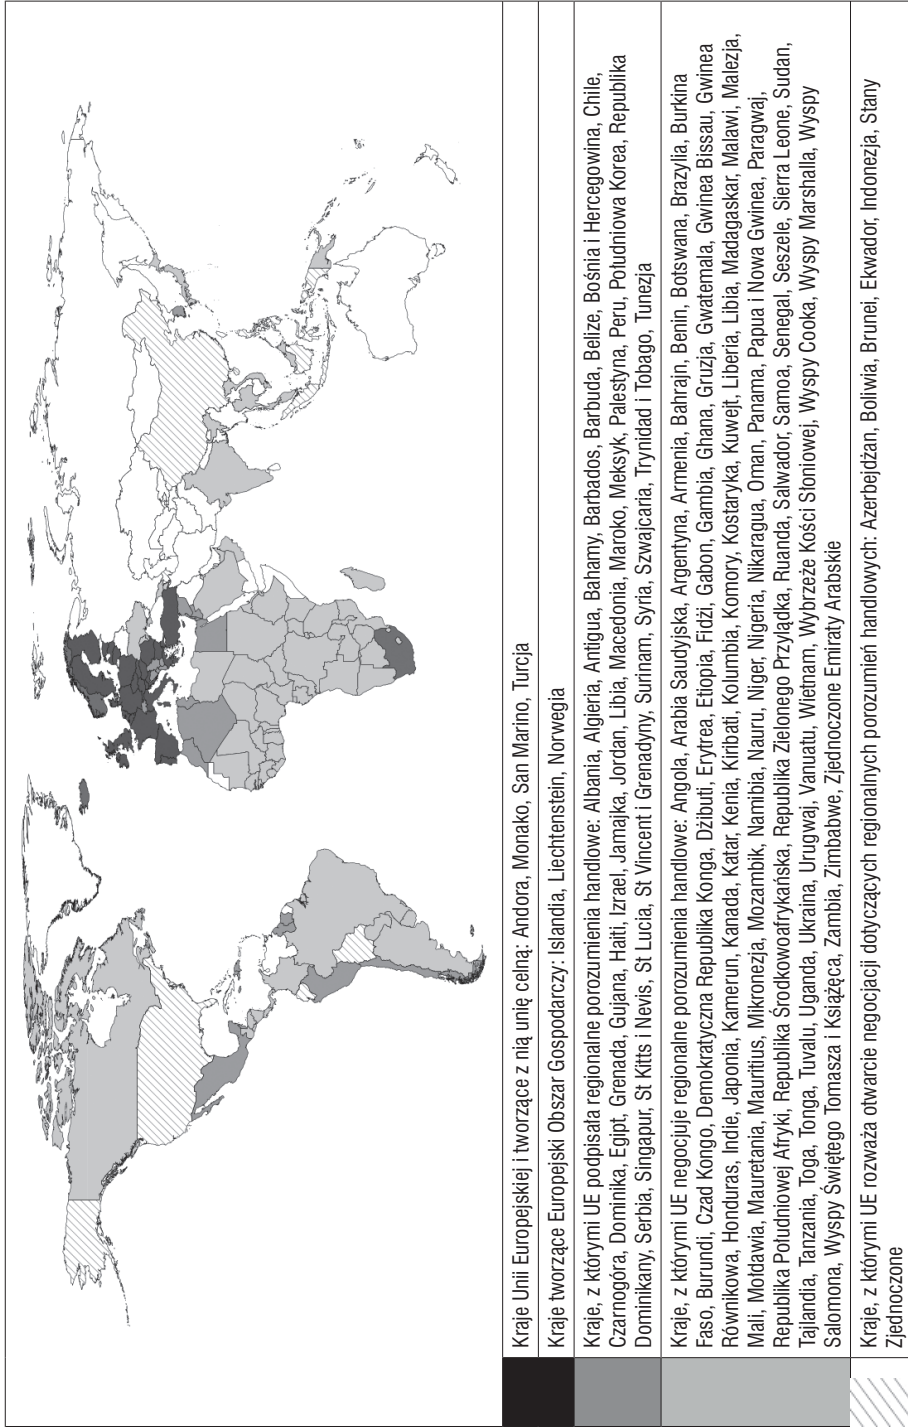 Kraje Unii Europejskiej i tworzące z nią unię celną: Andora, Monako, San Marino, Turcja
Kraje tworzące Europejski Obszar Gospodarczy: Islandia, Liechtenstein, Norwegia
Kraje, z którymi UE podpisała regionalne porozumienia handlowe: Albania, Algieria, Antigua, Bahamy, Barbados, Barbuda, Belize, Bośnia i Hercegowina, Chile,
Czarnogóra, Dominika, Egipt, Grenada, Gujana, Haiti, Izrael, Jamajka, Jordan, Libia, Macedonia, Maroko, Meksyk, Palestyna, Peru, Południowa Korea, Republika
Dominikany, Serbia, Singapur, St Kitts i Nevis, St Lucia, St Vincent i Grenadyny, Surinam, Syria, Szwajcaria, Trynidad i Tobago, Tunezja
Kraje, z którymi UE negocjuje regionalne porozumienia handlowe: Angola, Arabia Saudyjska, Argentyna, Armenia, Bahrajn, Benin, Botswana, Brazylia, Burkina
Faso, Burundi, Czad Kongo, Demokratyczna Republika Konga, Dżibuti, Erytrea, Etiopia, Fidżi, Gabon, Gambia, Ghana, Gruzja, Gwatemala, Gwinea Bissau, Gwinea
Równikowa, Honduras, Indie, Japonia, Kamerun, Kanada, Katar, Kenia, Kiribati, Kolumbia, Komory, Kostaryka, Kuwejt, Liberia, Libia, Madagaskar, Malawi, Malezja,
Mali, Mołdawia, Mauretania, Mauritius, Mikronezja, Mozambik, Namibia, Nauru, Niger, Nigeria, Nikaragua, Oman, Panama, Papua i Nowa Gwinea, Paragwaj,
Republika Południowej Afryki, Republika Środkowoafrykańska, Republika Zielonego Przylądka, Ruanda, Salwador, Samoa, Senegal, Seszele, Sierra Leone, Sudan,
Tajlandia, Tanzania, Toga, Tonga, Tuvalu, Uganda, Ukraina, Urugwaj, Vanuatu, Wietnam, Wybrzeże Kości Słoniowej, Wyspy Cooka, Wyspy Marshalla, Wyspy
Salomona, Wyspy Świętego Tomasza i Książęca, Zambia, Zimbabwe, Zjednoczone Emiraty Arabskie
Kraje, z którymi UE rozważa otwarcie negocjacji dotyczących regionalnych porozumień handlowych: Azerbejdżan, Boliwia, Brunei, Ekwador, Indonezja, Stany
Zjednoczone